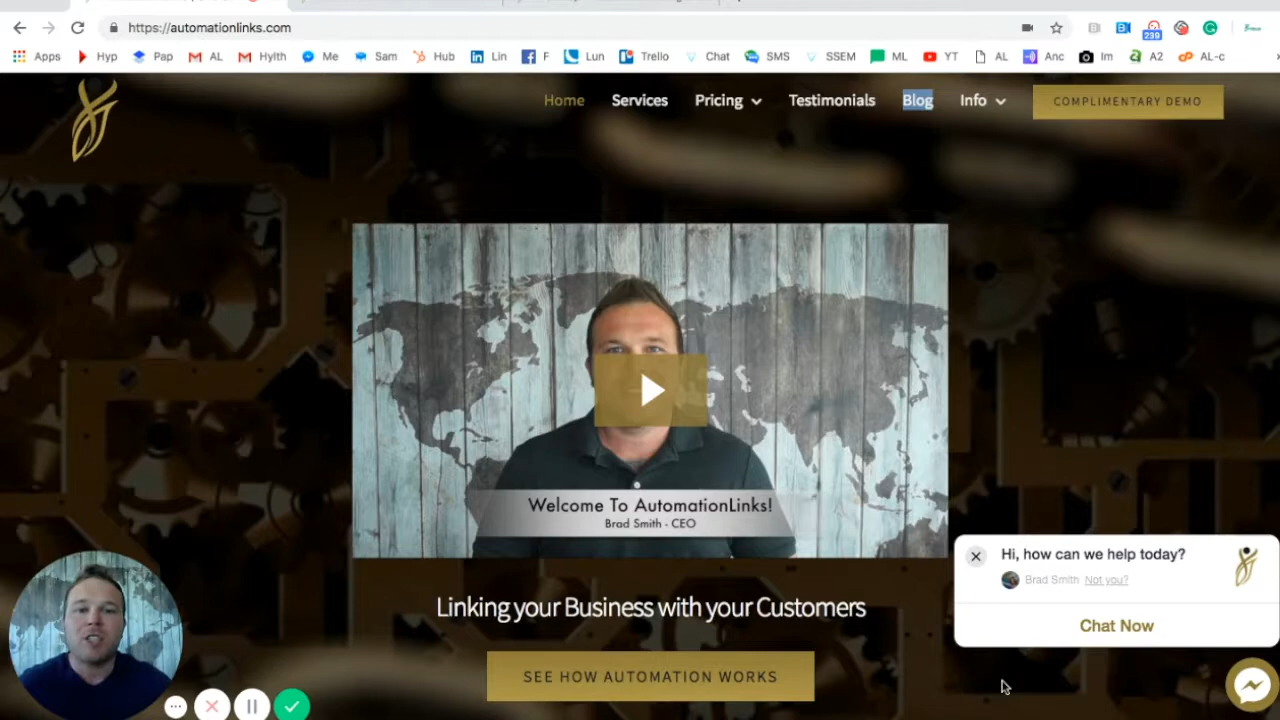 https://automationlinks.com
239
Apps Hyp Pap AL Hylth Me Sam Hub Lin F Lun Trello Chat SMS SSEM ML YT AL Anc Im A2 AL-c
Home Services Pricing Testimonials Blog Info COMPLIMENTARY DEMO
Welcome To AutomationLinks!
Brad Smith - CEO
Hi, how can we help today?
Brad Smith Not you?
Chat Now
Linking your Business with your Customers
SEE HOW AUTOMATION WORKS